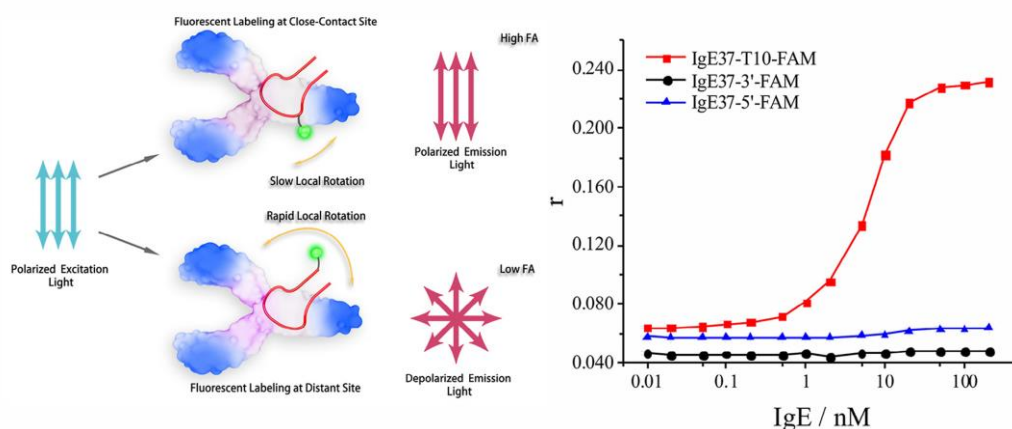 Fluorescent Labeling at Close-Contact Site
High FA
Polarized Emission
Light
Slow Local Rotation
Rapid Local Rotation
Polarized Excitation
Light
Low FA
Fluorescent Labeling at Distant Site
Depolarized Emission
Light
IgE37-T10-FAM
IgE37-3'-FAM
IgE37-5'-FAM
0.240
0.200
0.160
0.120
0.080
0.040
r
0.01
0.1
1
10
100
IgE / nM